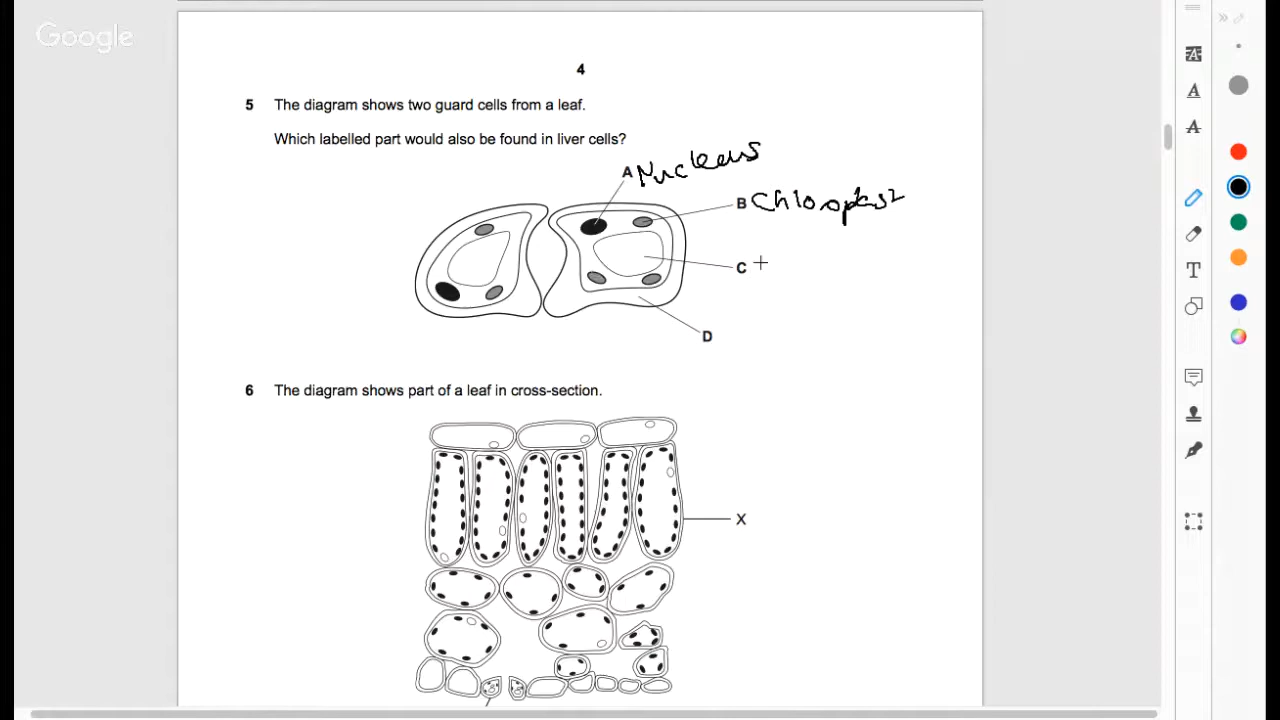 Google
4
5 The diagram shows two guard cells from a leaf.
Which labelled part would also be found in liver cells?
A Nucleus
B Chloroplast
C
D
6 The diagram shows part of a leaf in cross-section.
X